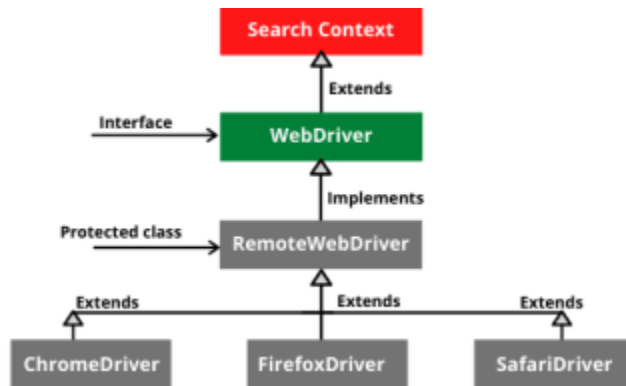 Search Context
Extends
Interface
WebDriver
Implements
Protected class
RemoteWebDriver
Extends
Extends
Extends
ChromeDriver
FirefoxDriver
SafariDriver